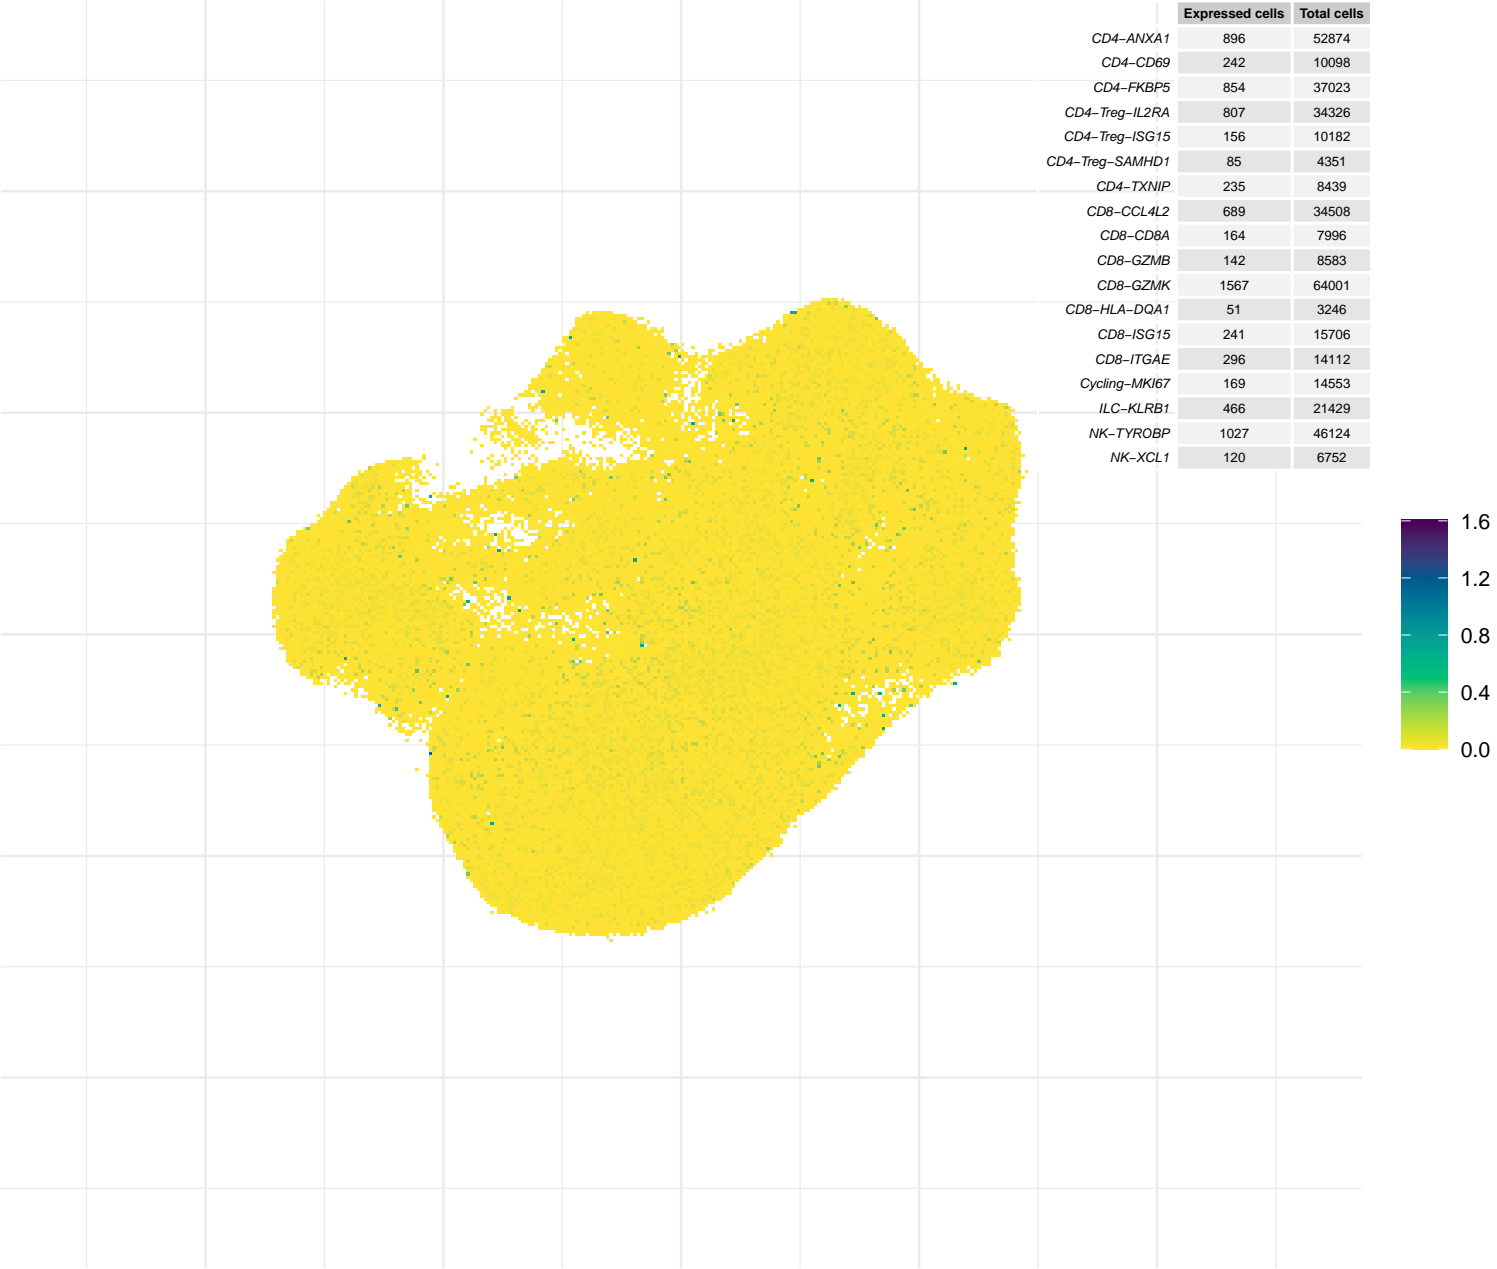 Expressed cells Total cells
CD4−ANXA1 896 52874
CD4−CD69 242 10098
CD4−FKBP5 854 37023
CD4−Treg−IL2RA 807 34326
CD4−Treg−ISG15 156 10182
CD4−Treg−SAMHD1 85 4351
CD4−TXNIP 235 8439
CD8−CCL4L2 689 34508
CD8−CD8A 164 7996
CD8−GZMB 142 8583
CD8−GZMK 1567 64001
CD8−HLA−DQA1 51 3246
CD8−ISG15 241 15706
CD8−ITGAE 296 14112
Cycling−MKI67 169 14553
ILC−KLRB1 466 21429
NK−TYROBP 1027 46124
NK−XCL1 120 6752
1.6
1.2
0.8
0.4
0.0